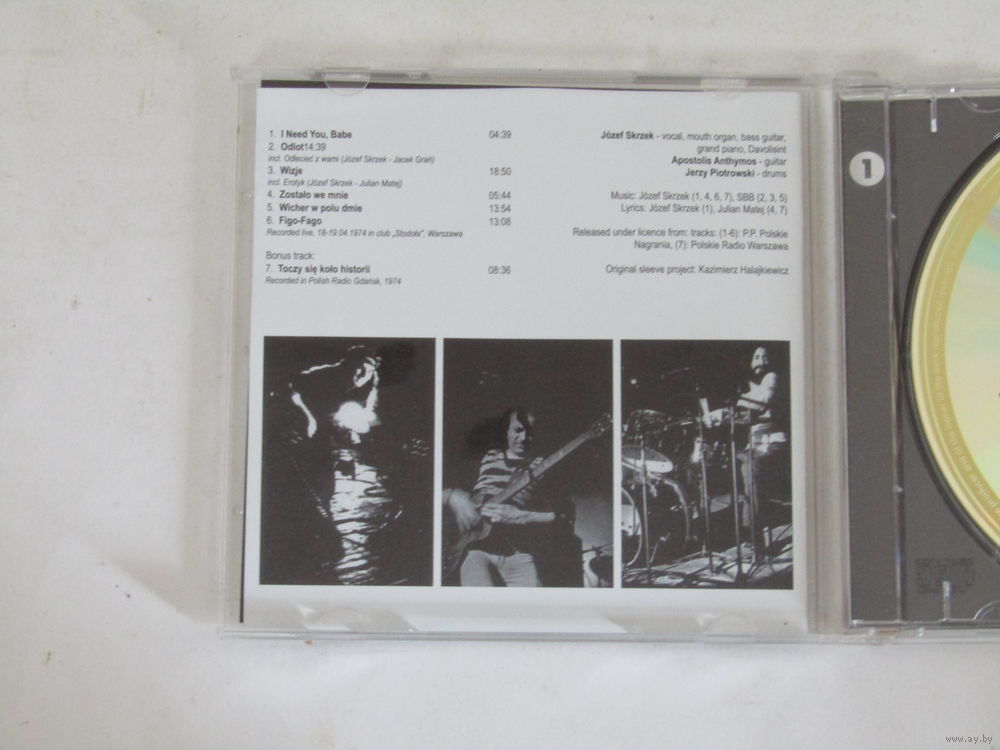 1. I Need You, Babe 04:39
2. Odlot14:39
incl. Odlecieć z wami (Józef Skrzek - Jacek Grań)
3. Wizje 18:50
incl. Erotyk (Józef Skrzek - Julian Matej)
4. Zostało we mnie 05:44
5. Wicher w polu dmie 13:54
6. Figo-Fago 13:08
Recorded live, 18-19.04.1974 in club „Stodoła", Warszawa
Bonus track:
7. Toczy się koło historii 08:36
Recorded in Polish Radio Gdańsk, 1974
Józef Skrzek - vocal, mouth organ, bass guitar,
grand piano, Davolisint
Apostolis Anthymos - guitar
Jerzy Piotrowski - drums
Music: Józef Skrzek (1, 4, 6, 7), SBB (2, 3, 5)
Lyrics: Józef Skrzek (1), Julian Matej (4, 7)
Released under licence from: tracks: (1-6): P.P. Polskie
Nagrania, (7): Polskie Radio Warszawa
Original sleeve project: Kazimierz Halajkiewicz
1
www.ay.by